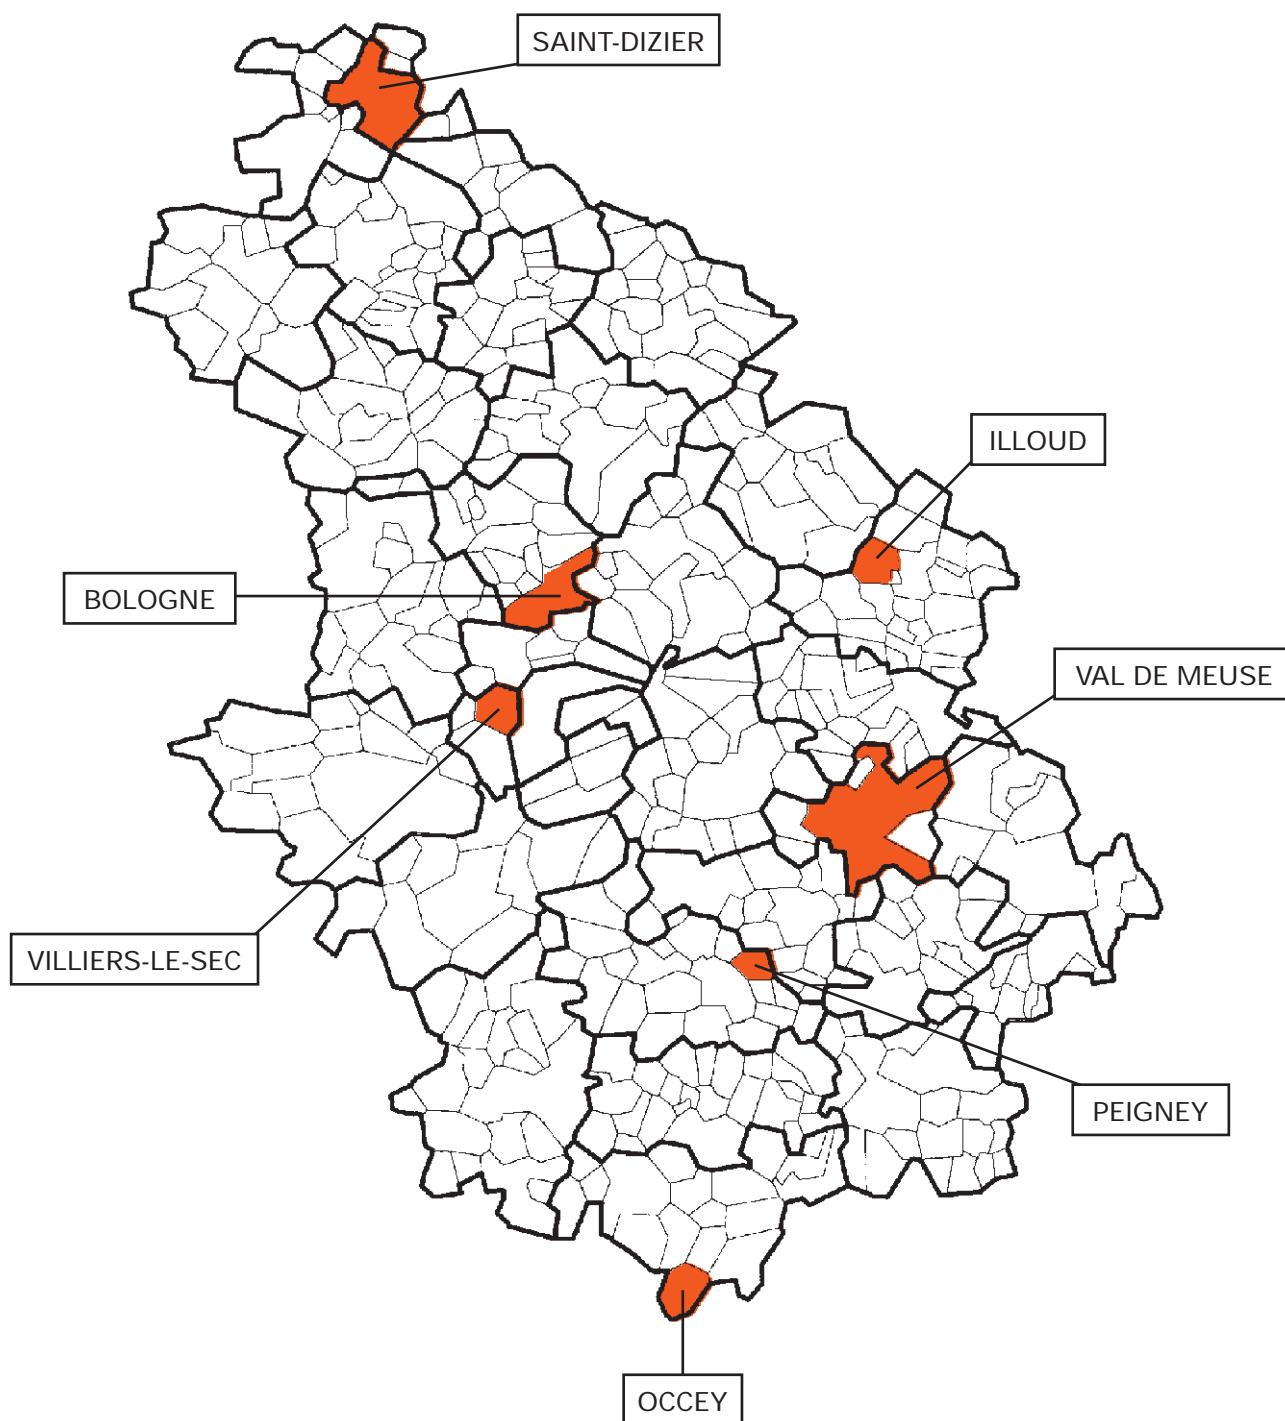 SAINT-DIZIER
ILLOUD
BOLOGNE
VAL DE MEUSE
VILLIERS-LE-SEC
PEIGNEY
OCCEY